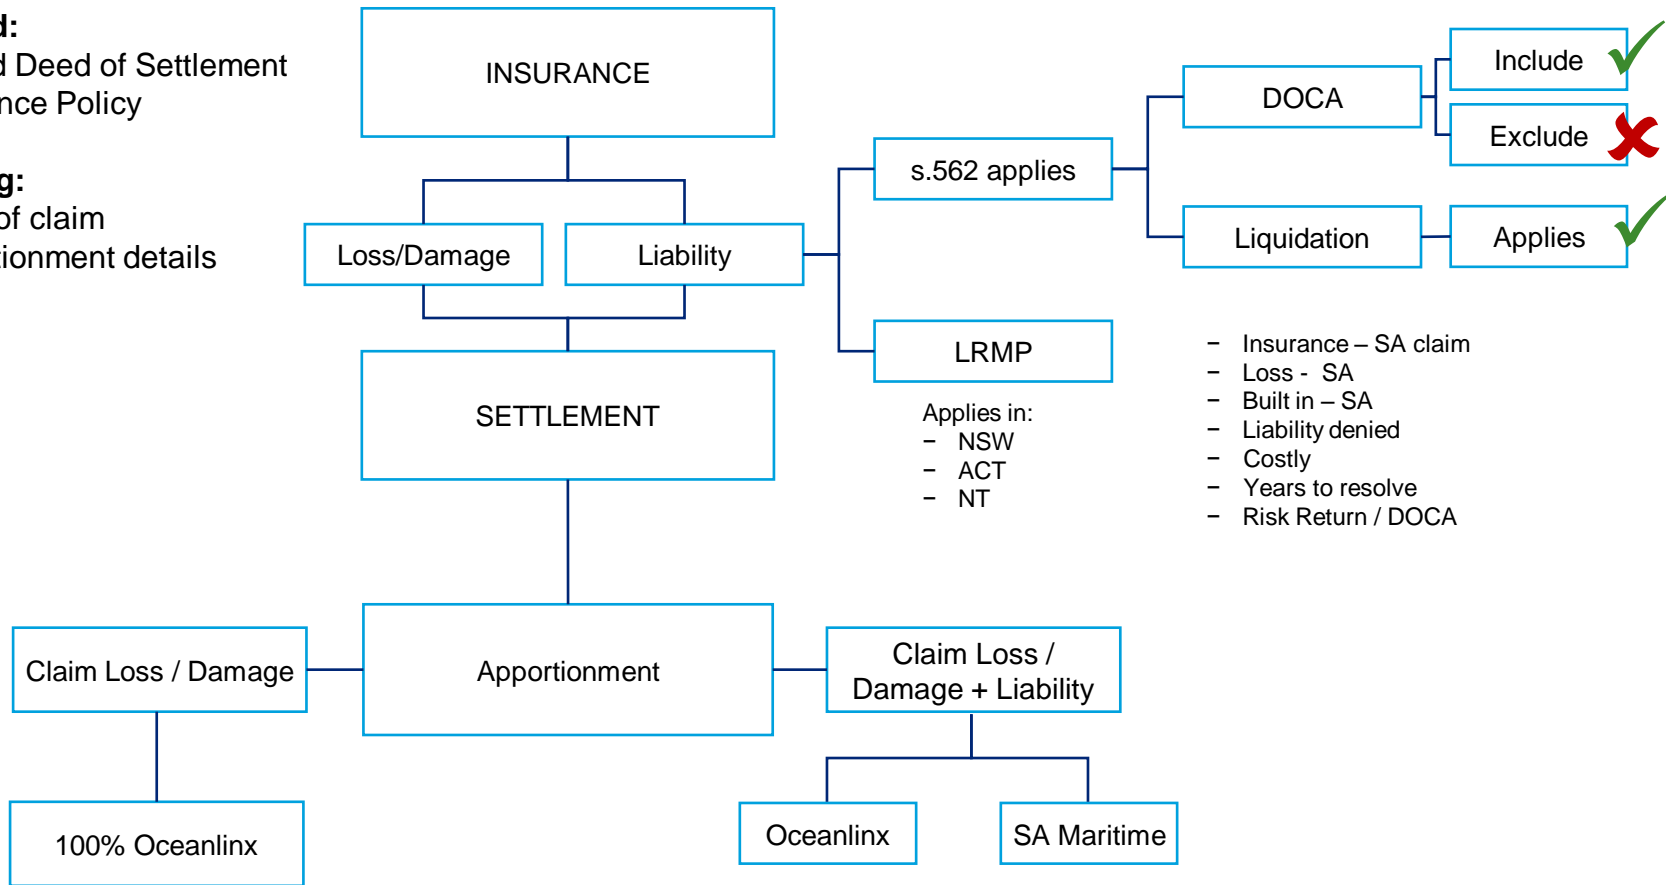 d:
d Deed of Settlement
nce Policy
g:
of claim
tionment details
INSURANCE
Loss/Damage
Liability
SETTLEMENT
s.562 applies
LRMP
Applies in:
− NSW
− ACT
− NT
DOCA
Include
Exclude
Liquidation
Applies
− Insurance – SA claim
− Loss - SA
− Built in – SA
− Liability denied
− Costly
− Years to resolve
− Risk Return / DOCA
Claim Loss / Damage
Apportionment
Claim Loss /
Damage + Liability
100% Oceanlinx
Oceanlinx
SA Maritime